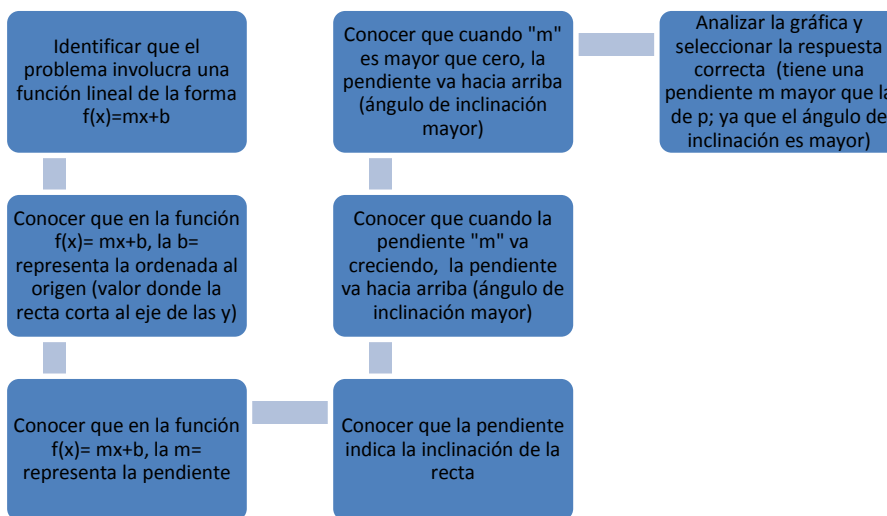 Identificar que el
problema involucra una
función lineal de la forma
f(x)=mx+b
Conocer que en la función
f(x)= mx+b, la b=
representa la ordenada al
origen (valor donde la
recta corta al eje de las y)
Conocer que en la función
f(x)= mx+b, la m=
representa la pendiente
Conocer que la pendiente
indica la inclinación de la
recta
Conocer que cuando la
pendiente "m" va
creciendo, la pendiente
va hacia arriba (ángulo de
inclinación mayor)
Conocer que cuando "m"
es mayor que cero, la
pendiente va hacia arriba
(ángulo de inclinación
mayor)
Analizar la gráfica y
seleccionar la respuesta
correcta (tiene una
pendiente m mayor que la
de p; ya que el ángulo de
inclinación es mayor)